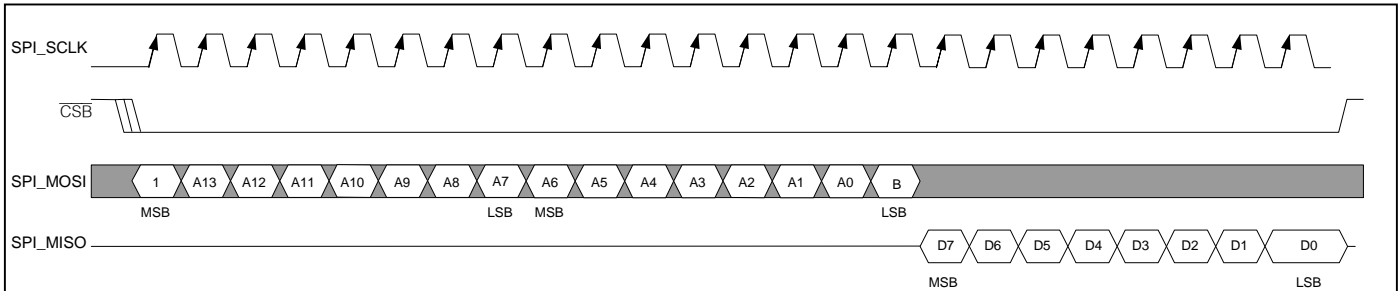 SPI_SCLK
CSB
SPI_MOSI 1 A13 A12 A11 A10 A9 A8 A7 A6 A5 A4 A3 A2 A1 A0 B
MSB LSB MSB LSB
SPI_MISO D7 D6 D5 D4 D3 D2 D1 D0
MSB LSB